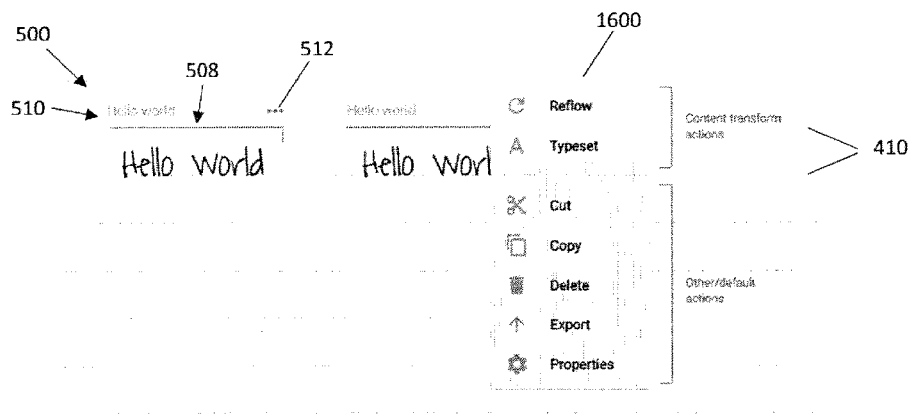 1600
500
512
508
510
Hello world
•••
Hello world
Reflow
Content transform
actions
Typeset
410
Hello World
Hello Worl
Cut
Copy
Delete
Other/default
actions
Export
Properties